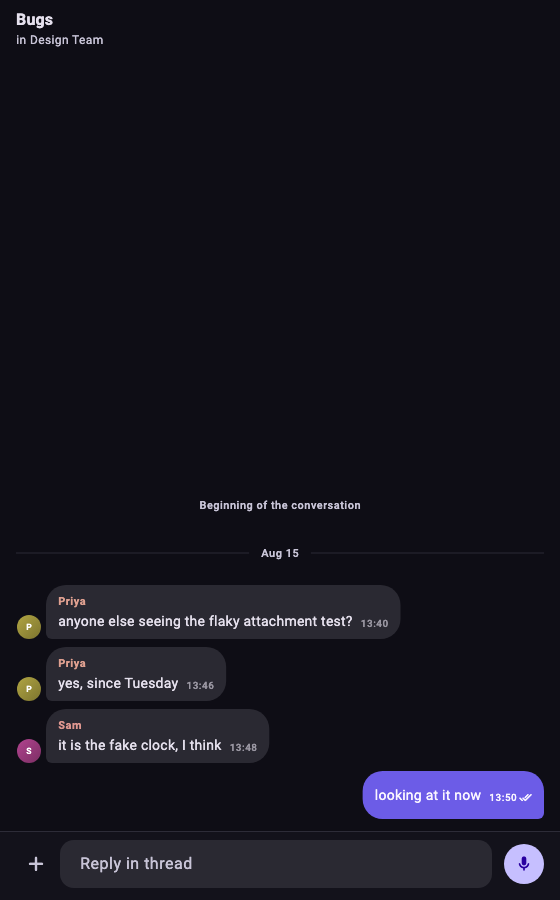 Bugs
in Design Team
Beginning of the conversation
Aug 15
Priya
P
anyone else seeing the flaky attachment test? 13:40
Priya
P
yes, since Tuesday 13:46
Sam
S
it is the fake clock, I think 13:48
looking at it now 13:50
+ Reply in thread